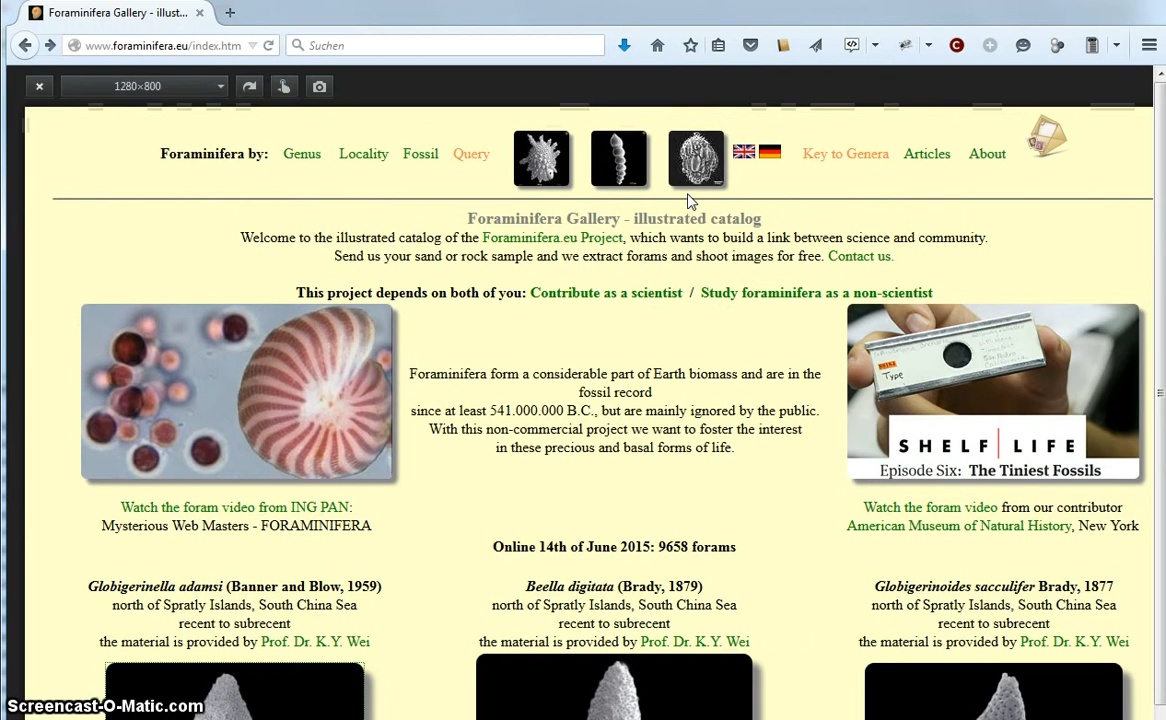 Foraminifera Gallery - illust...
www.foraminifera.eu/index.htm
Suchen
1280×800
Foraminifera by: Genus Locality Fossil Query Key to Genera Articles About
Foraminifera Gallery - illustrated catalog
Welcome to the illustrated catalog of the Foraminifera.eu Project, which wants to build a link between science and community.
Send us your sand or rock sample and we extract forams and shoot images for free. Contact us.
This project depends on both of you: Contribute as a scientist / Study foraminifera as a non-scientist
Foraminifera form a considerable part of Earth biomass and are in the
fossil record
since at least 541.000.000 B.C., but are mainly ignored by the public.
With this non-commercial project we want to foster the interest
in these precious and basal forms of life.
Type
SHELF LIFE
Episode Six: The Tiniest Fossils
Watch the foram video from ING PAN:
Mysterious Web Masters - FORAMINIFERA
Watch the foram video from our contributor
American Museum of Natural History, New York
Online 14th of June 2015: 9658 forams
Globigerinella adamsi (Banner and Blow, 1959)
north of Spratly Islands, South China Sea
recent to subrecent
the material is provided by Prof. Dr. K.Y. Wei
Beella digitata (Brady, 1879)
north of Spratly Islands, South China Sea
recent to subrecent
the material is provided by Prof. Dr. K.Y. Wei
Globigerinoides sacculifer Brady, 1877
north of Spratly Islands, South China Sea
recent to subrecent
the material is provided by Prof. Dr. K.Y. Wei
Screencast-O-Matic.com